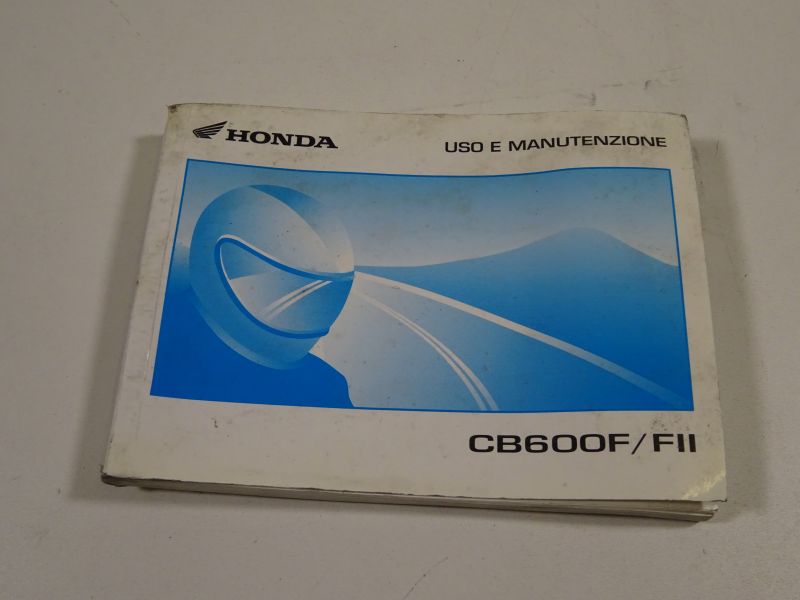 HONDA
USO E MANUTENZIONE
CB600F/FII